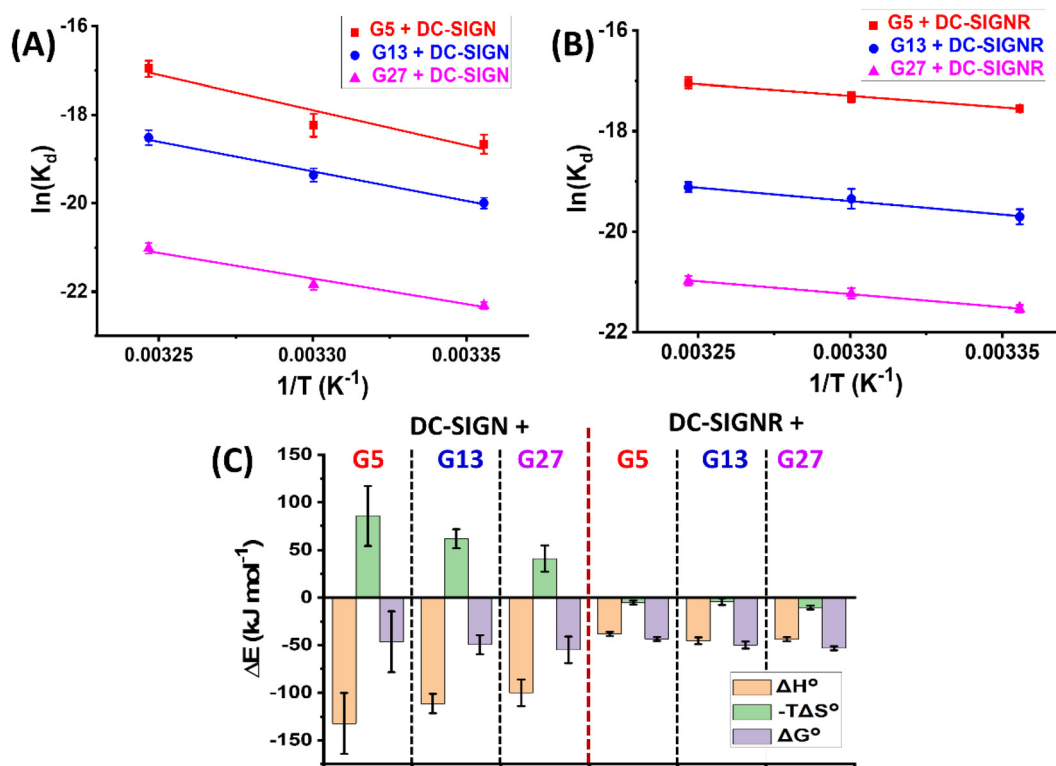 (A)
G5 + DC-SIGN
G13 + DC-SIGN
G27 + DC-SIGN
ln(Kd)
-16
-18
-20
-22
0.00325
0.00330
0.00335
1/T (K⁻¹)
(B)
G5 + DC-SIGNR
G13 + DC-SIGNR
G27 + DC-SIGNR
ln(Kd)
-16
-18
-20
-22
0.00325
0.00330
0.00335
1/T (K⁻¹)
(C)
DC-SIGN + DC-SIGNR +
G5 G13 G27 G5 G13 G27
ΔE (kJ mol⁻¹)
150
100
50
0
-50
-100
-150
ΔHº
-TΔSº
ΔGº